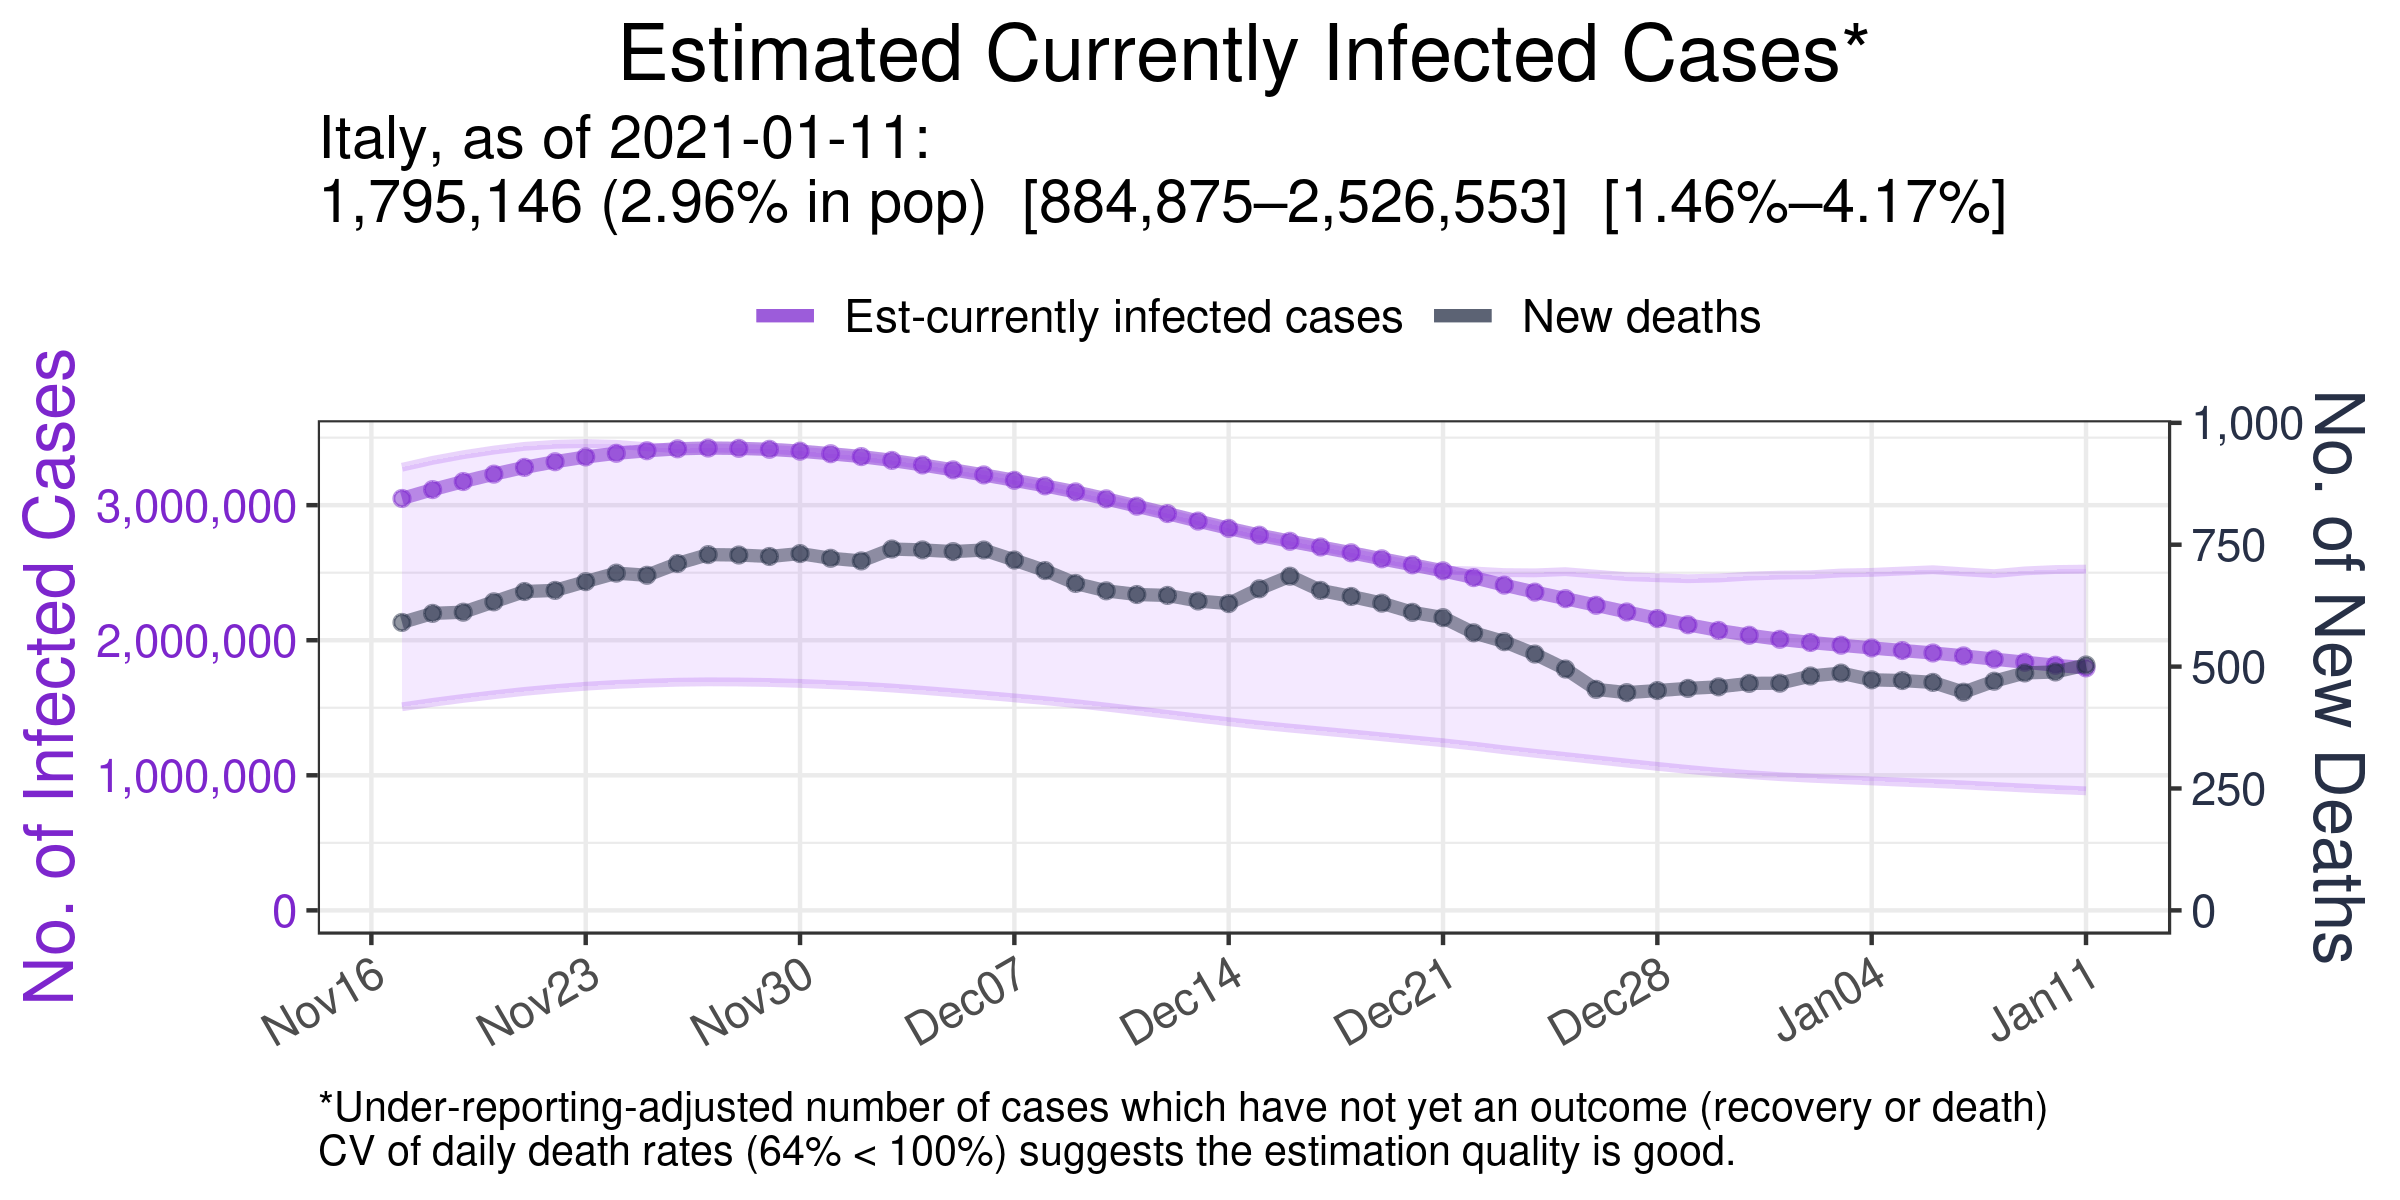 Estimated Currently Infected Cases*
Italy, as of 2021-01-11:
1,795,146 (2.96% in pop) [884,875–2,526,553] [1.46%–4.17%]
Est-currently infected cases
New deaths
No. of Infected Cases
3,000,000
2,000,000
1,000,000
0
1,000
750
500
250
0
No. of New Deaths
Nov16
Nov23
Nov30
Dec07
Dec14
Dec21
Dec28
Jan04
Jan11
*Under-reporting-adjusted number of cases which have not yet an outcome (recovery or death)
CV of daily death rates (64% < 100%) suggests the estimation quality is good.